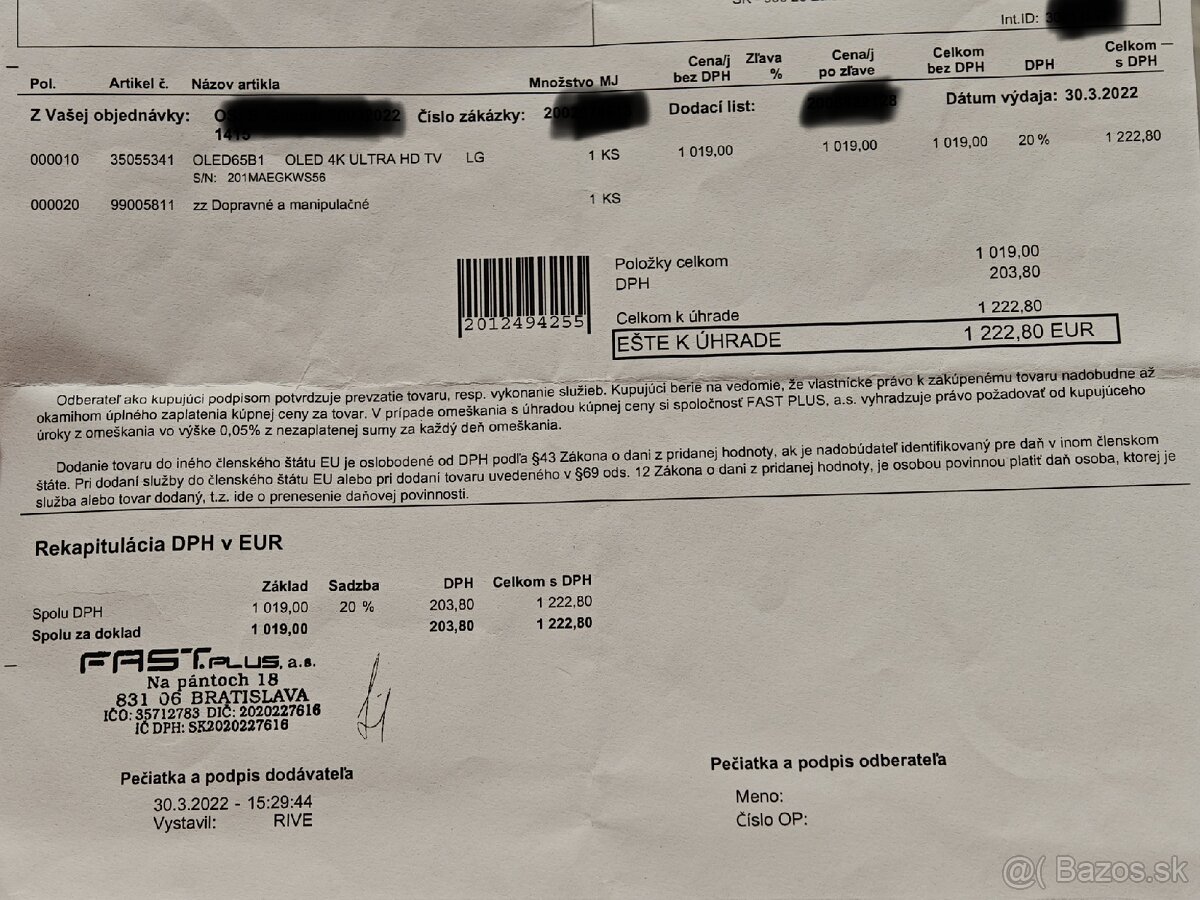 Int.ID:
Pol. Artikel č. Názov artikla Množstvo MJ Cena/j bez DPH Zľava % Cena/j po zľave Celkom bez DPH DPH Celkom s DPH
Z Vašej objednávky: 2022 Číslo zákázky: Dodací list: Dátum výdaja: 30.3.2022
000010 35055341 OLED65B1 OLED 4K ULTRA HD TV LG 1 KS 1 019,00 1 019,00 1 019,00 20 % 1 222,80
S/N: 201MAEGKWS56
000020 99005811 zz Dopravné a manipulačné 1 KS
2012494255
Položky celkom 1 019,00
DPH 203,80
Celkom k úhrade 1 222,80
EŠTE K ÚHRADE 1 222,80 EUR
Odberateľ ako kupujúci podpisom potvrdzuje prevzatie tovaru, resp. vykonanie služieb. Kupujúci berie na vedomie, že vlastnícke právo k zakúpenému tovaru nadobudne až
okamihom úplného zaplatenia kúpnej ceny za tovar. V prípade omeškania s úhradou kúpnej ceny si spoločnosť FAST PLUS, a.s. vyhradzuje právo požadovať od kupujúceho
úroky z omeškania vo výške 0,05% z nezaplatenej sumy za každý deň omeškania.
Dodanie tovaru do iného členského štátu EU je oslobodené od DPH podľa §43 Zákona o dani z pridanej hodnoty, ak je nadobúdateľ identifikovaný pre daň v inom členskom
štáte. Pri dodaní služby do členského štátu EU alebo pri dodaní tovaru uvedeného v §69 ods. 12 Zákona o dani z pridanej hodnoty, je osobou povinnou platiť daň osoba, ktorej je
služba alebo tovar dodaný, t.z. ide o prenesenie daňovej povinnosti.
Rekapitulácia DPH v EUR
Základ Sadzba DPH Celkom s DPH
Spolu DPH 1 019,00 20 % 203,80 1 222,80
Spolu za doklad 1 019,00 203,80 1 222,80
FAST PLUS, a.s.
Na pántoch 18
831 06 BRATISLAVA
IČO: 35712783 DIČ: 2020227616
IČ DPH: SK2020227616
Pečiatka a podpis dodávateľa
30.3.2022 - 15:29:44
Vystavil: RIVE
Pečiatka a podpis odberateľa
Meno:
Číslo OP:
@( Bazos.sk